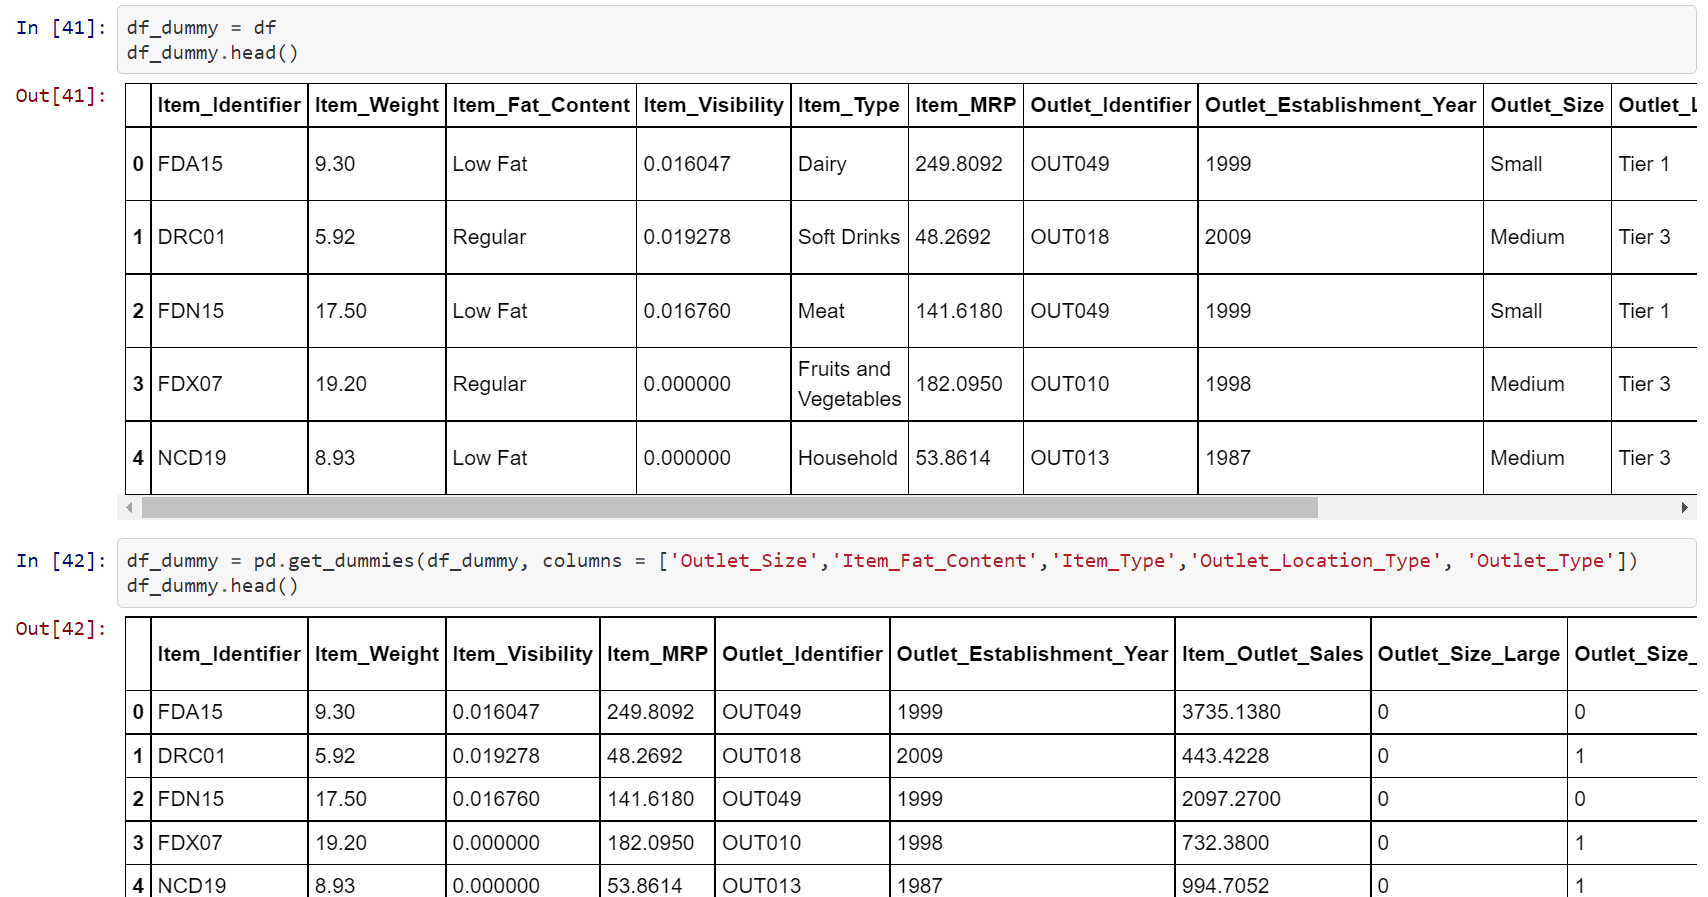 In [41]: df_dummy = df
df_dummy.head()
Out[41]:
Item_Identifier Item_Weight Item_Fat_Content Item_Visibility Item_Type Item_MRP Outlet_Identifier Outlet_Establishment_Year Outlet_Size Outlet_L
0 FDA15 9.30 Low Fat 0.016047 Dairy 249.8092 OUT049 1999 Small Tier 1
1 DRC01 5.92 Regular 0.019278 Soft Drinks 48.2692 OUT018 2009 Medium Tier 3
2 FDN15 17.50 Low Fat 0.016760 Meat 141.6180 OUT049 1999 Small Tier 1
3 FDX07 19.20 Regular 0.000000 Fruits and
Vegetables 182.0950 OUT010 1998 Medium Tier 3
4 NCD19 8.93 Low Fat 0.000000 Household 53.8614 OUT013 1987 Medium Tier 3
In [42]: df_dummy = pd.get_dummies(df_dummy, columns = ['Outlet_Size','Item_Fat_Content','Item_Type','Outlet_Location_Type', 'Outlet_Type'])
df_dummy.head()
Out[42]:
Item_Identifier Item_Weight Item_Visibility Item_MRP Outlet_Identifier Outlet_Establishment_Year Item_Outlet_Sales Outlet_Size_Large Outlet_Size_
0 FDA15 9.30 0.016047 249.8092 OUT049 1999 3735.1380 0 0
1 DRC01 5.92 0.019278 48.2692 OUT018 2009 443.4228 0 1
2 FDN15 17.50 0.016760 141.6180 OUT049 1999 2097.2700 0 0
3 FDX07 19.20 0.000000 182.0950 OUT010 1998 732.3800 0 1
4 NCD19 8.93 0.000000 53.8614 OUT013 1987 994.7052 0 1